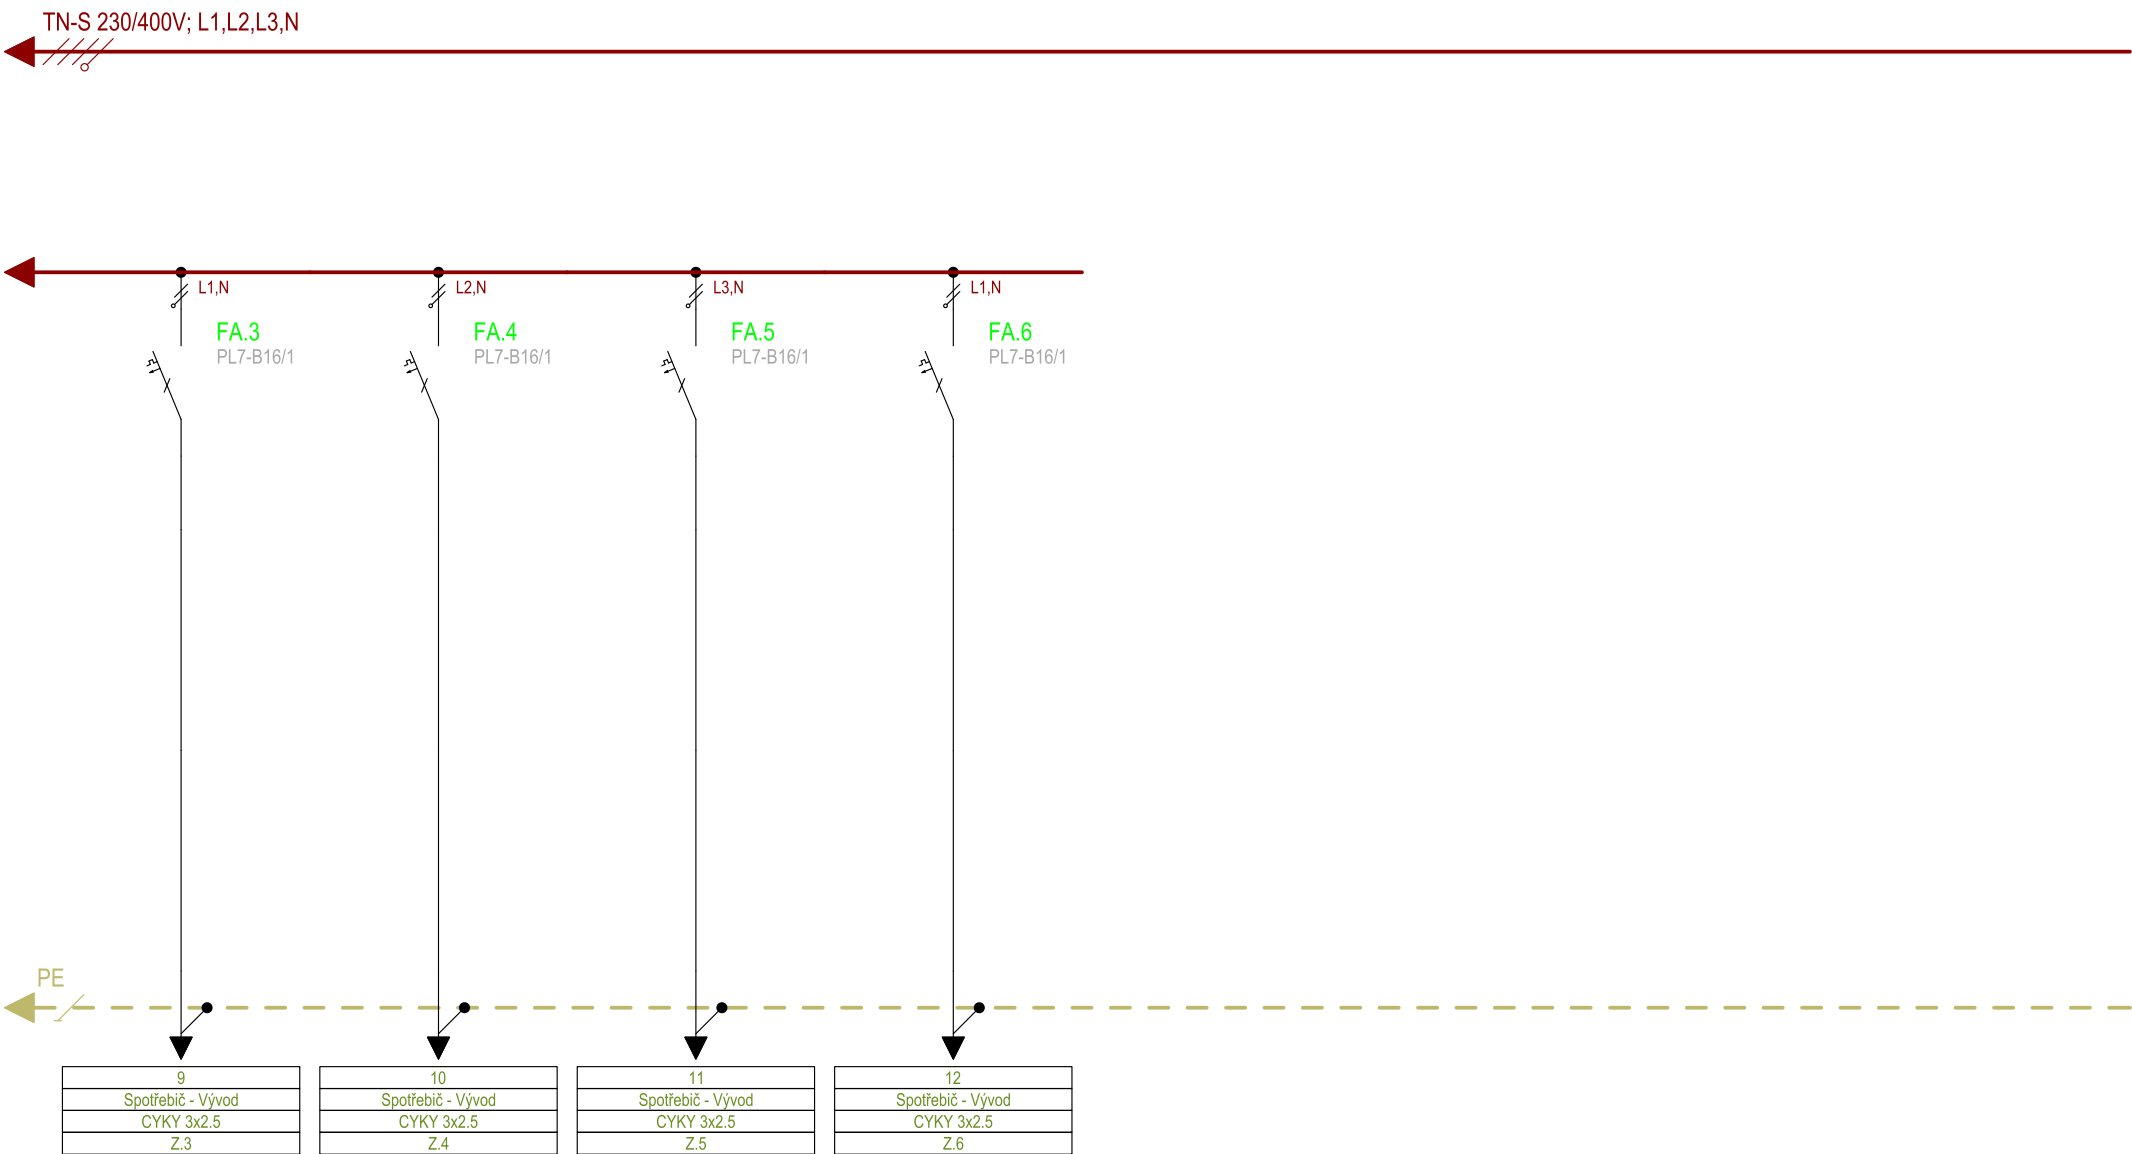 TN-S 230/400V; L1,L2,L3,N
L1,N
L2,N
L3,N
L1,N
FA.3
FA.4
FA.5
FA.6
PL7-B16/1
PL7-B16/1
PL7-B16/1
PL7-B16/1
PE
9
10
11
12
Spotřebič - Vývod
Spotřebič - Vývod
Spotřebič - Vývod
Spotřebič - Vývod
CYKY 3x2.5
CYKY 3x2.5
CYKY 3x2.5
CYKY 3x2.5
Z.3
Z.4
Z.5
Z.6